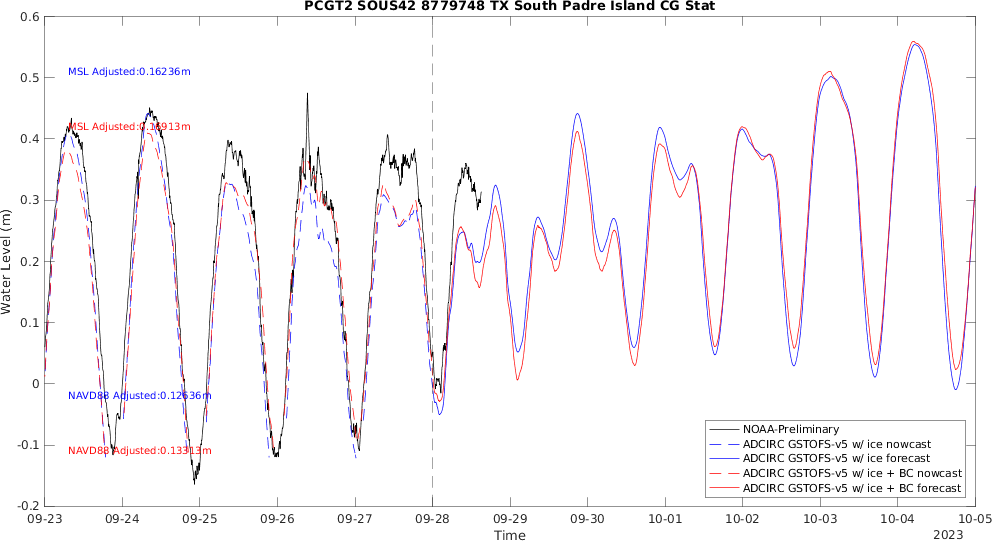 PCGT2 SOUS42 8779748 TX South Padre Island CG Stat
0.6
0.5
0.4
0.3
0.2
0.1
0
-0.1
-0.2
Water Level (m)
MSL Adjusted:0.16236m
MSL Adjusted:0.16913m
NAVD88 Adjusted:0.12636m
NAVD88 Adjusted:0.13313m
NOAA-Preliminary
ADCIRC GSTOFS-v5 w/ ice nowcast
ADCIRC GSTOFS-v5 w/ ice forecast
ADCIRC GSTOFS-v5 w/ ice + BC nowcast
ADCIRC GSTOFS-v5 w/ ice + BC forecast
09-23 09-24 09-25 09-26 09-27 09-28 09-29 09-30 10-01 10-02 10-03 10-04 10-05
Time
2023